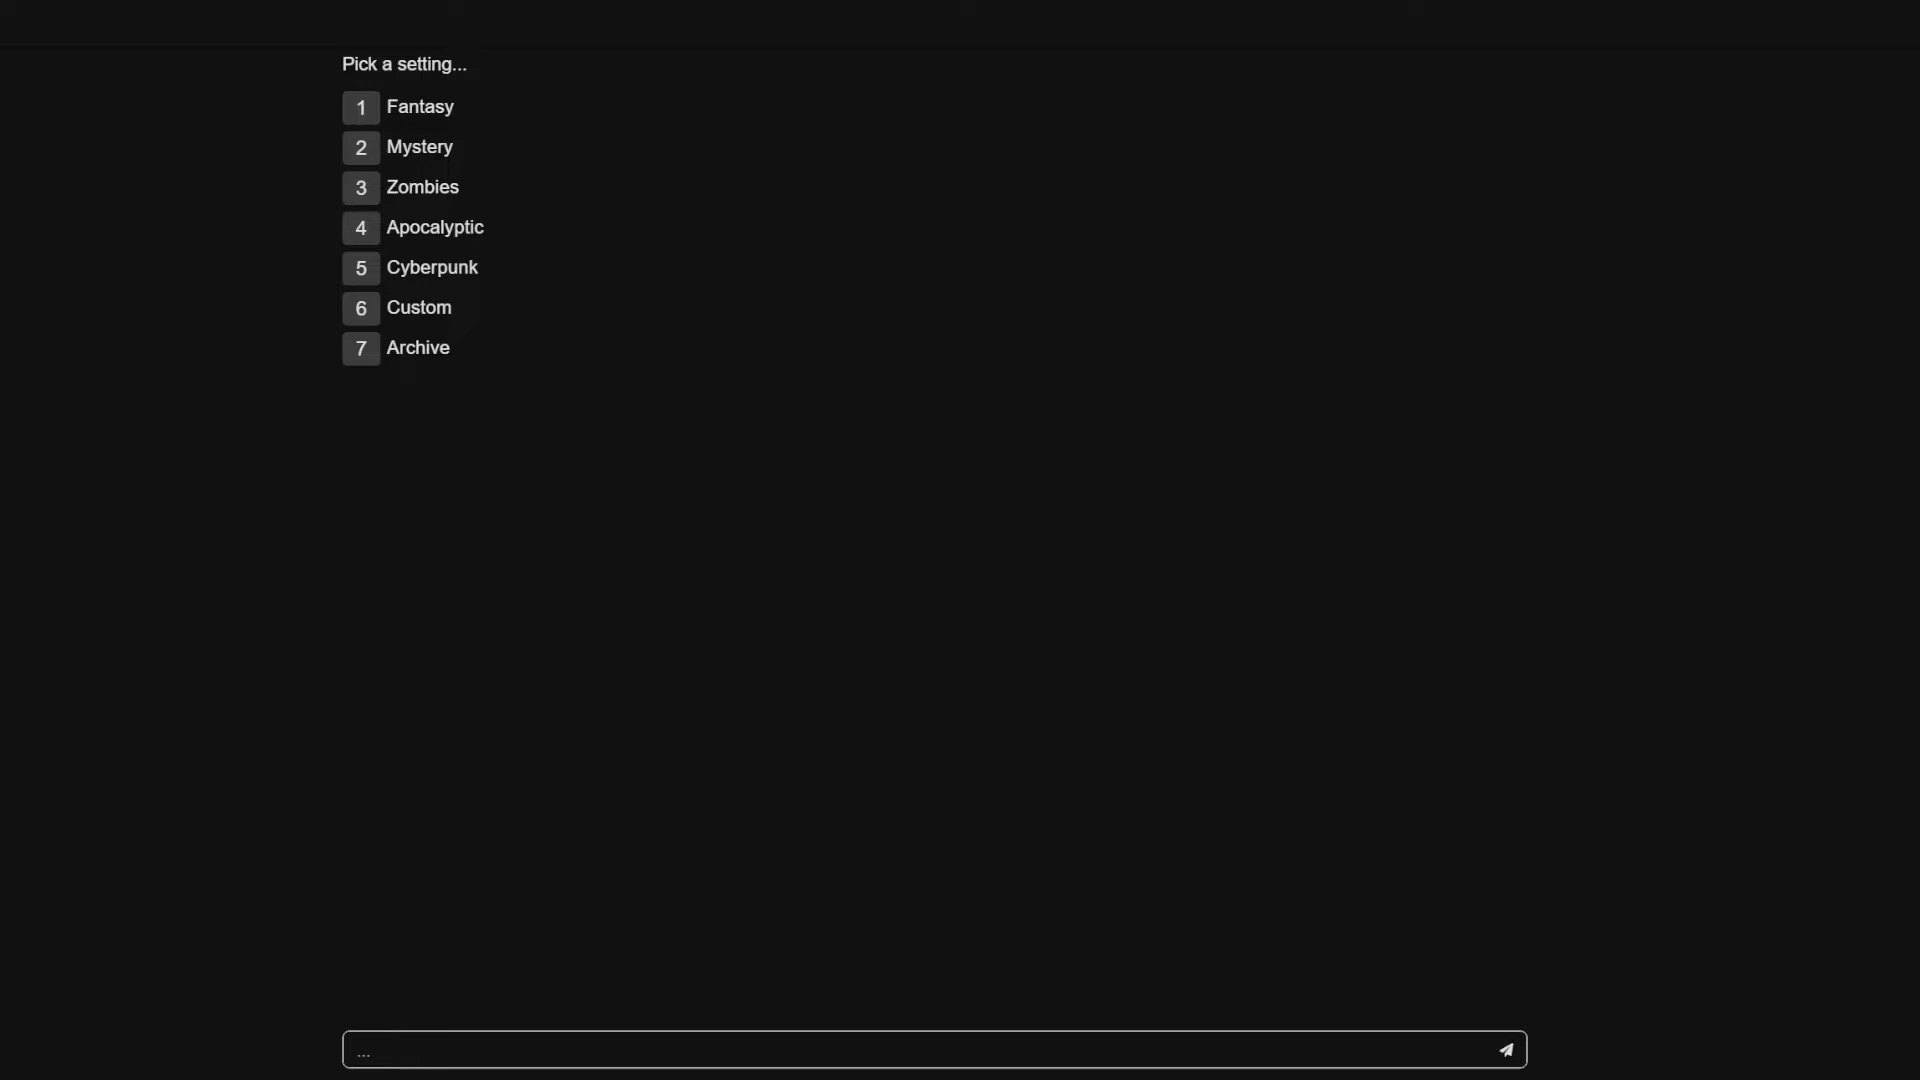 Pick a setting...
1 Fantasy
2 Mystery
3 Zombies
4 Apocalyptic
5 Cyberpunk
6 Custom
7 Archive
...